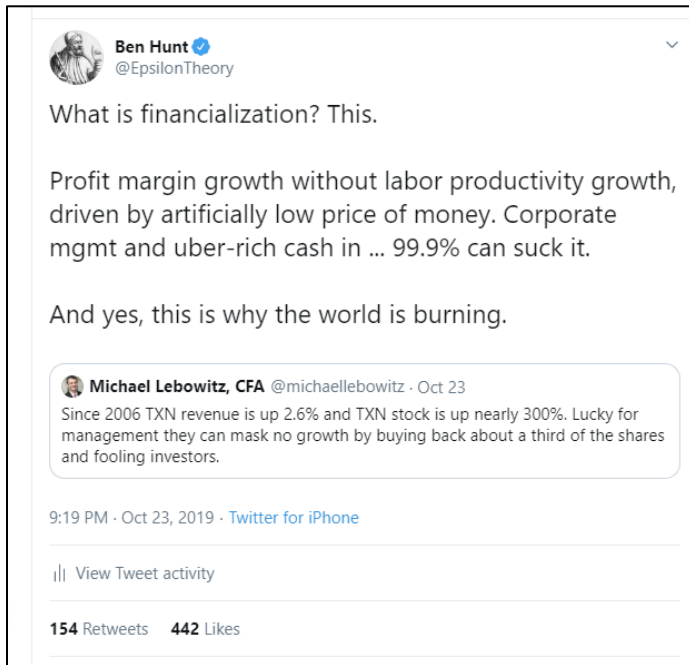 Ben Hunt
@EpsilonTheory
What is financialization? This.
Profit margin growth without labor productivity growth,
driven by artificially low price of money. Corporate
mgmt and uber-rich cash in ... 99.9% can suck it.
And yes, this is why the world is burning.
Michael Lebowitz, CFA @michaellebowitz · Oct 23
Since 2006 TXN revenue is up 2.6% and TXN stock is up nearly 300%. Lucky for
management they can mask no growth by buying back about a third of the shares
and fooling investors.
9:19 PM · Oct 23, 2019 · Twitter for iPhone
View Tweet activity
154 Retweets 442 Likes